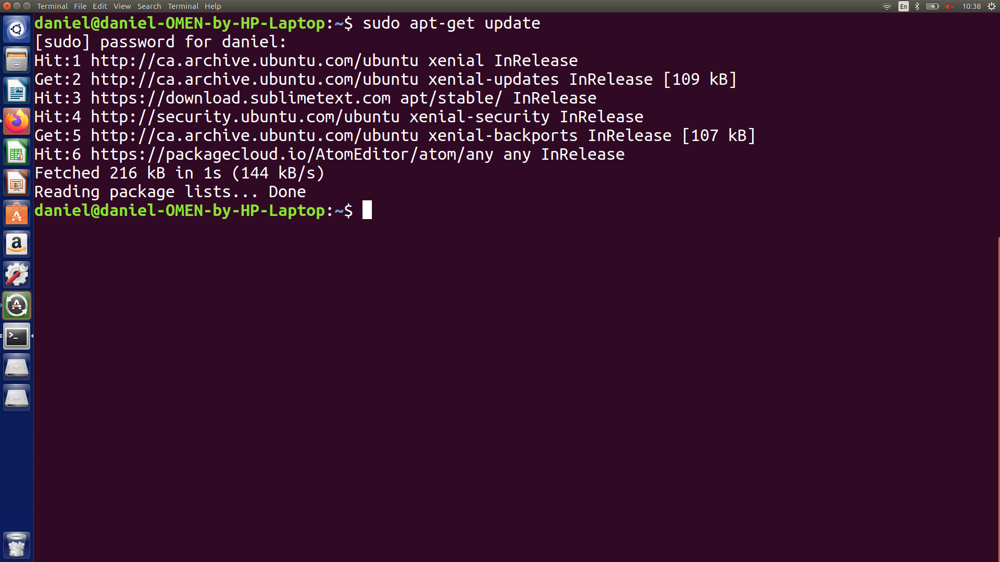 Terminal File Edit View Search Terminal Help En 10:38
daniel@daniel-OMEN-by-HP-Laptop:~$ sudo apt-get update
[sudo] password for daniel:
Hit:1 http://ca.archive.ubuntu.com/ubuntu xenial InRelease
Get:2 http://ca.archive.ubuntu.com/ubuntu xenial-updates InRelease [109 kB]
Hit:3 https://download.sublimetext.com apt/stable/ InRelease
Hit:4 http://security.ubuntu.com/ubuntu xenial-security InRelease
Get:5 http://ca.archive.ubuntu.com/ubuntu xenial-backports InRelease [107 kB]
Hit:6 https://packagecloud.io/AtomEditor/atom/any any InRelease
Fetched 216 kB in 1s (144 kB/s)
Reading package lists... Done
daniel@daniel-OMEN-by-HP-Laptop:~$